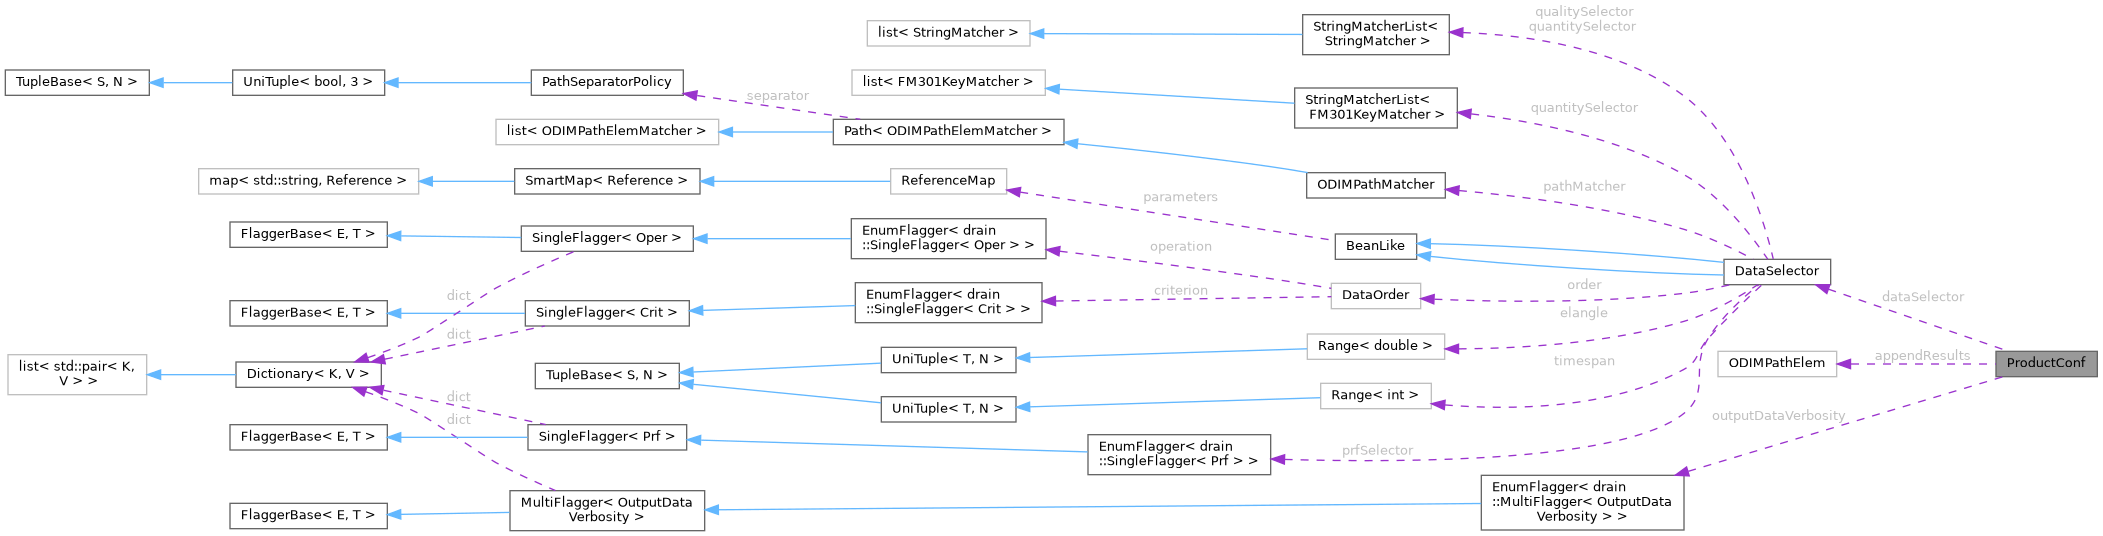 qualitySelector
quantitySelector
StringMatcherList<
StringMatcher >
list< StringMatcher >
TupleBase< S, N >
UniTuple< bool, 3 >
PathSeparatorPolicy
list< FM301KeyMatcher >
separator
StringMatcherList<
FM301KeyMatcher >
quantitySelector
list< ODIMPathElemMatcher >
Path< ODIMPathElemMatcher >
map< std::string, Reference >
SmartMap< Reference >
ReferenceMap
ODIMPathMatcher
pathMatcher
parameters
FlaggerBase< E, T >
SingleFlagger< Oper >
EnumFlagger< drain
::SingleFlagger< Oper > >
operation
BeanLike
DataSelector
dict
FlaggerBase< E, T >
SingleFlagger< Crit >
EnumFlagger< drain
::SingleFlagger< Crit > >
criterion
DataOrder
order
dataSelector
elangle
dict
list< std::pair< K,
V > >
Dictionary< K, V >
TupleBase< S, N >
UniTuple< T, N >
Range< double >
timespan
ODIMPathElem
appendResults
ProductConf
dict
UniTuple< T, N >
Range< int >
dict
outputDataVerbosity
FlaggerBase< E, T >
SingleFlagger< Prf >
EnumFlagger< drain
::SingleFlagger< Prf > >
prfSelector
FlaggerBase< E, T >
MultiFlagger< OutputData
Verbosity >
EnumFlagger< drain
::MultiFlagger< OutputData
Verbosity > >